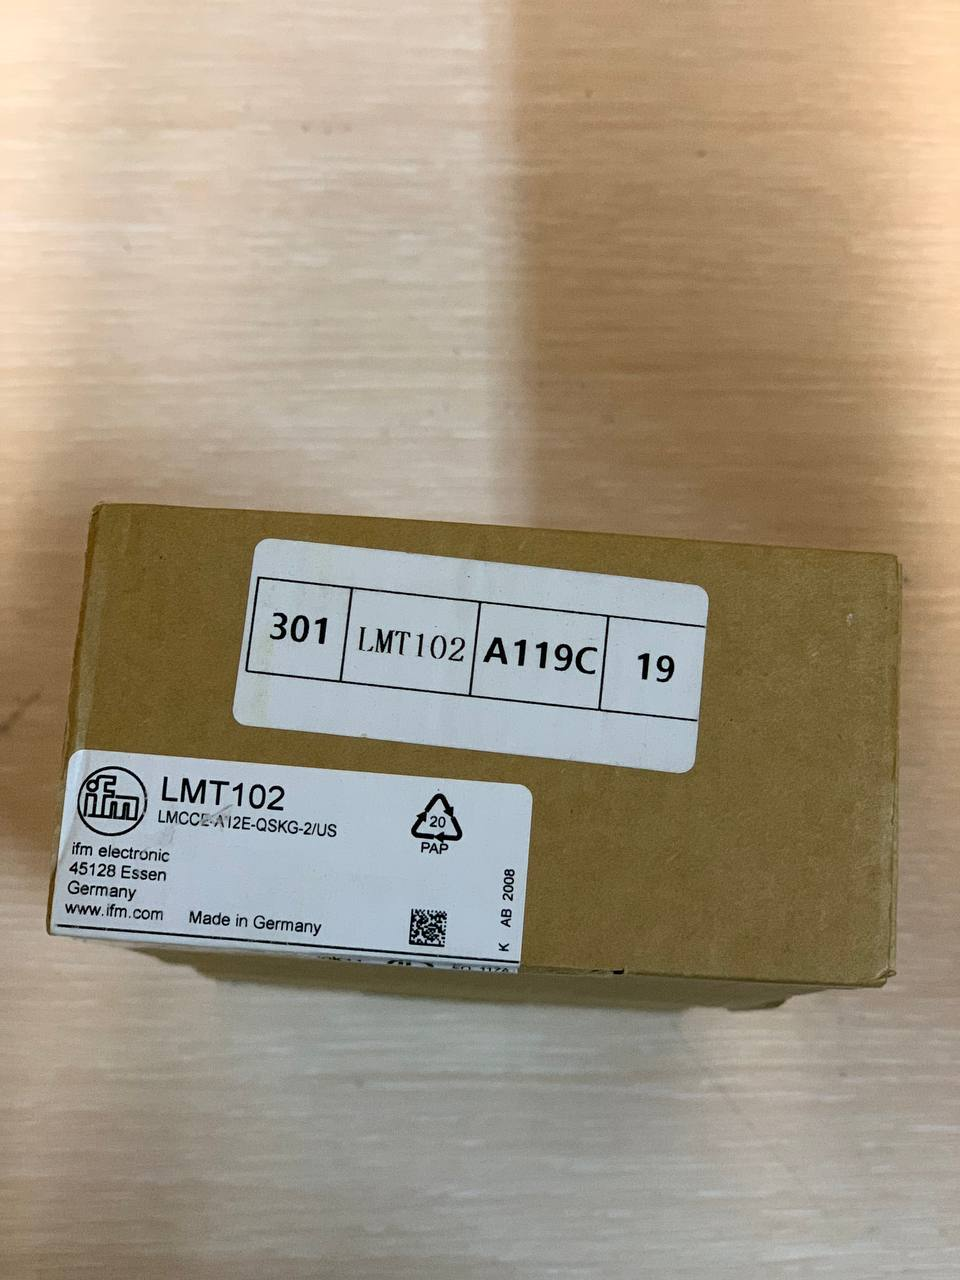 301 LMT102 A119C 19
ifm LMT102
LMCCE-A12E-QSKG-2/US
ifm electronic
45128 Essen
Germany
www.ifm.com
Made in Germany
20
PAP
K AB 2008